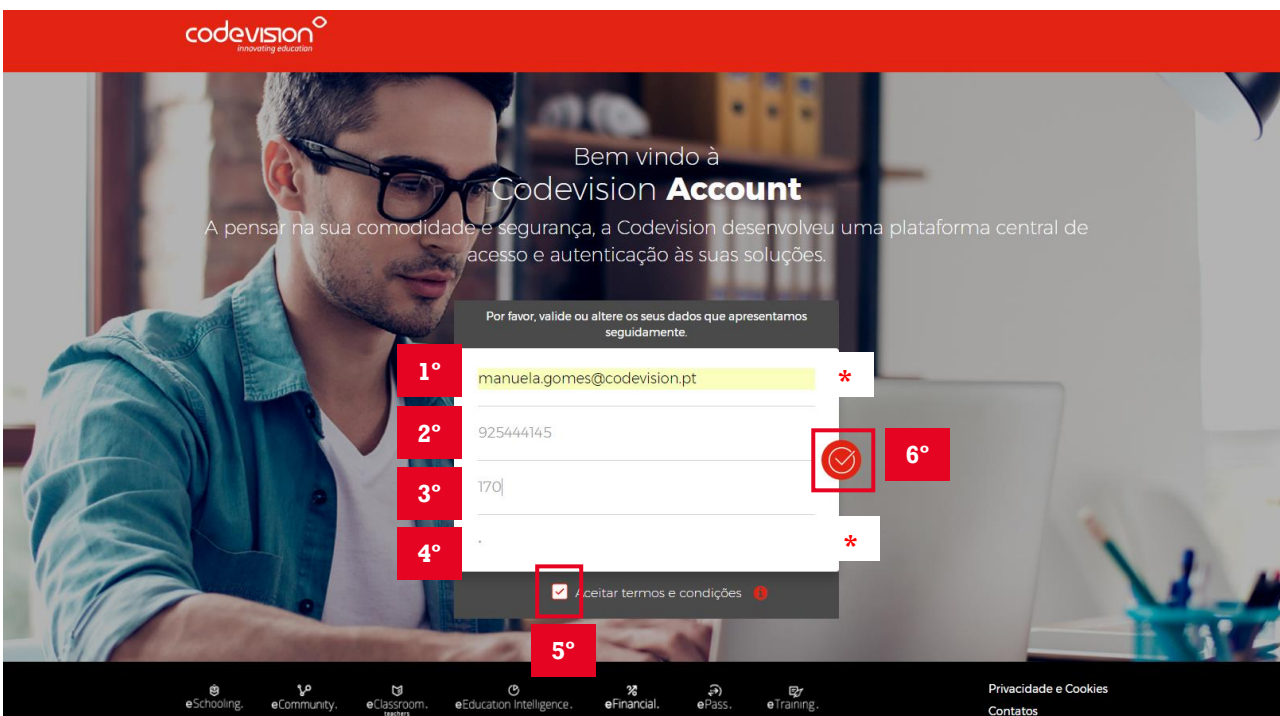 codevision
innovating education
Bem vindo à
Codevision Account
A pensar na sua comodidade e segurança, a Codevision desenvolveu uma plataforma central de
acesso e autenticação às suas soluções.
Por favor, valide ou altere os seus dados que apresentamos
seguidamente.
1º
manuela.gomes@codevision.pt
*
2º
925444145
6º
3º
170
4º
.
*
Aceitar termos e condições
5º
eSchooling.
eCommunity.
eClassroom.
teachers
eEducation Intelligence.
eFinancial.
ePass.
eTraining.
Privacidade e Cookies
Contatos